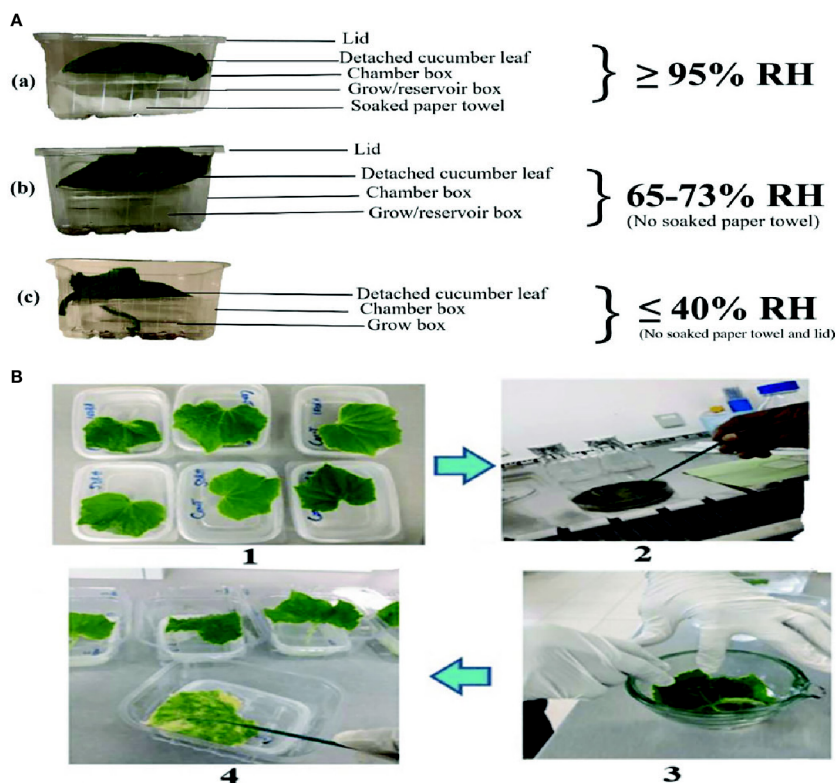 A
(a)
Lid
Detached cucumber leaf
Chamber box
Grow/reservoir box
Soaked paper towel
} ≥ 95% RH
(b)
Lid
Detached cucumber leaf
Chamber box
Grow/reservoir box
} 65-73% RH
(No soaked paper towel)
(c)
Detached cucumber leaf
Chamber box
Grow box
} ≤ 40% RH
(No soaked paper towel and lid)
B
1
2
4
3